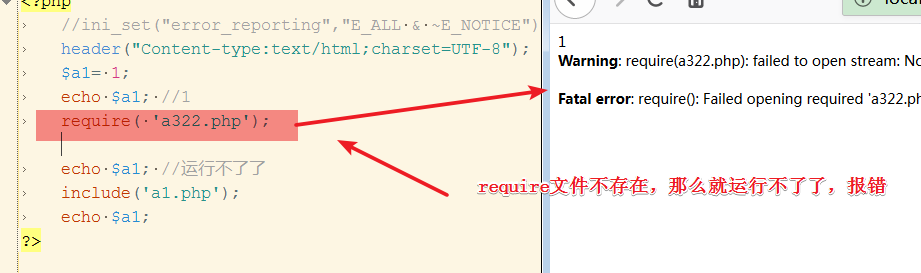 <?php
//ini_set("error_reporting","E_ALL & ~E_NOTICE")
header("Content-type:text/html;charset=UTF-8");
$a1= 1;
echo $a1; //1
require( 'a322.php');
echo $a1; //运行不了了
include('a1.php');
echo $a1;
?>
1
Warning: require(a322.php): failed to open stream: No
Fatal error: require(): Failed opening required 'a322.ph
require文件不存在，那么就运行不了了，报错